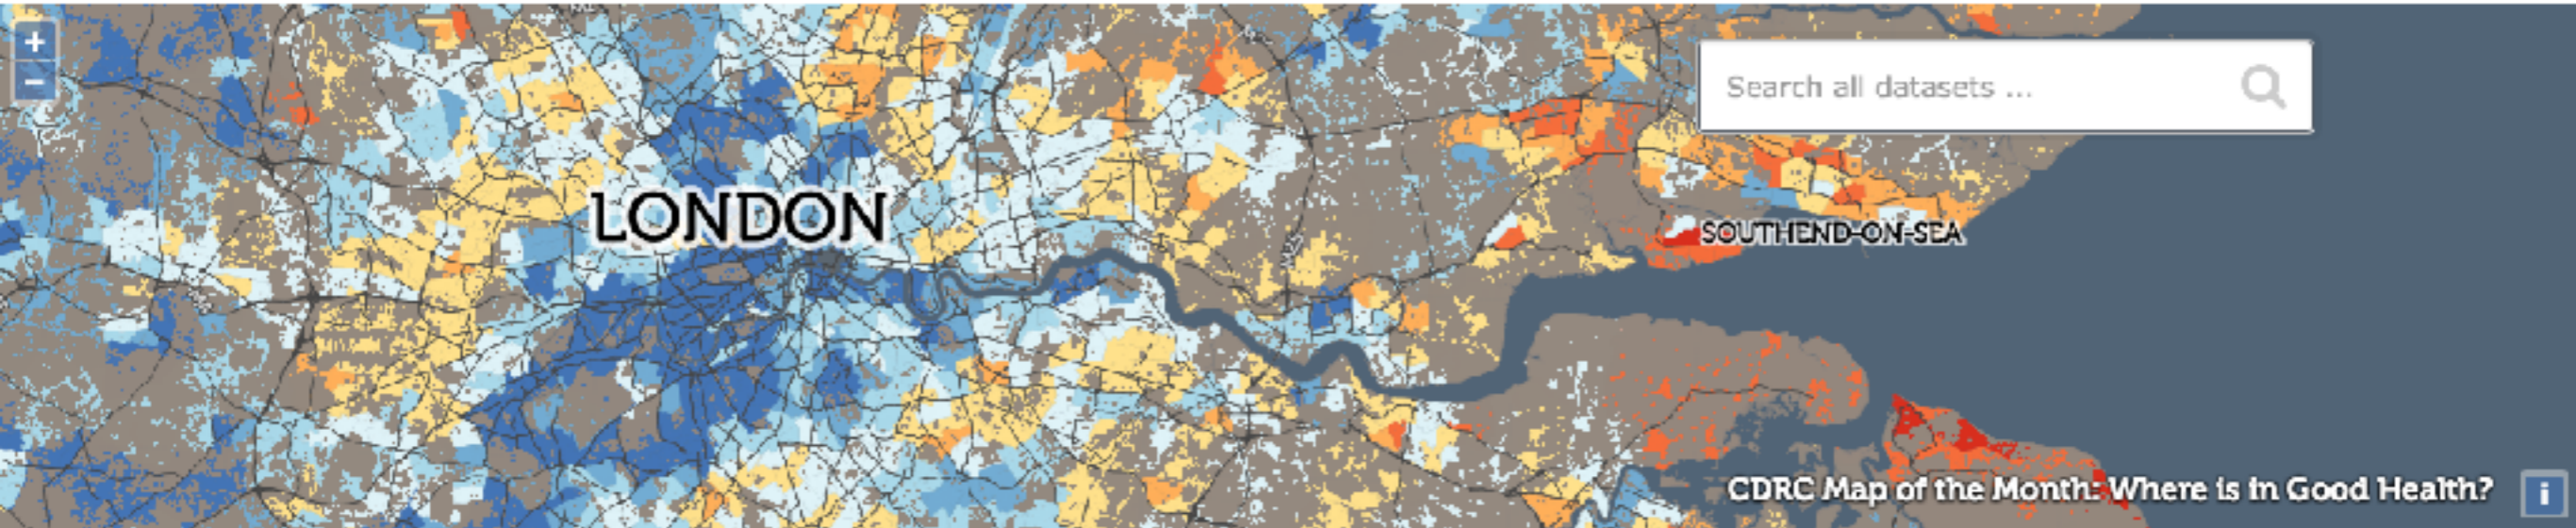 +
−
Search all datasets ...
LONDON
SOUTHEND-ON-SEA
CDRC Map of the Month: Where is in Good Health?
i